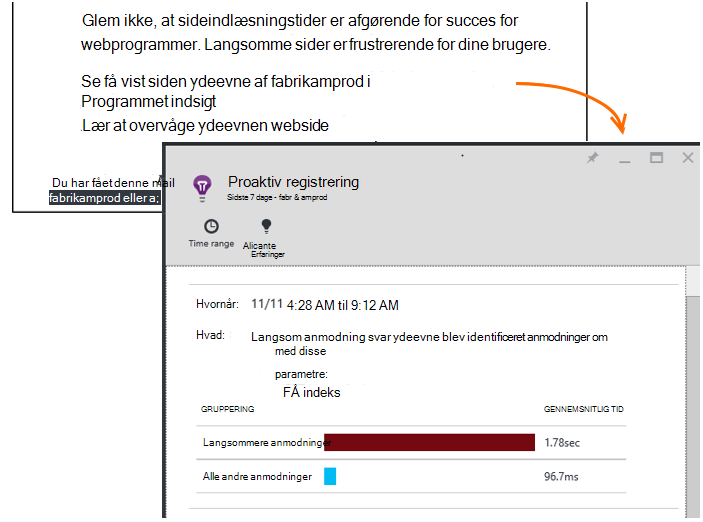 Glem ikke, at sideindlæsningstider er afgørende for succes for
webprogrammer. Langsomme sider er frustrerende for dine brugere.
Se få vist siden ydeevne af fabrikamprod i
Programmet indsigt
.Lær at overvåge ydeevnen webside
Du har fået denne mail
fabrikamprod eller a;
Proaktiv registrering
Sidste 7 dage - fabr & amprod
Time range
Alicante
Erfaringer
Hvornår: 11/11 4:28 AM til 9:12 AM
Hvad: Langsom anmodning svar ydeevne blev identificeret anmodninger om
med disse
parametre:
FÅ indeks
GRUPPERING GENNEMSNITLIG TID
Langsommere anmodninger 1.78sec
Alle andre anmodninger 96.7ms